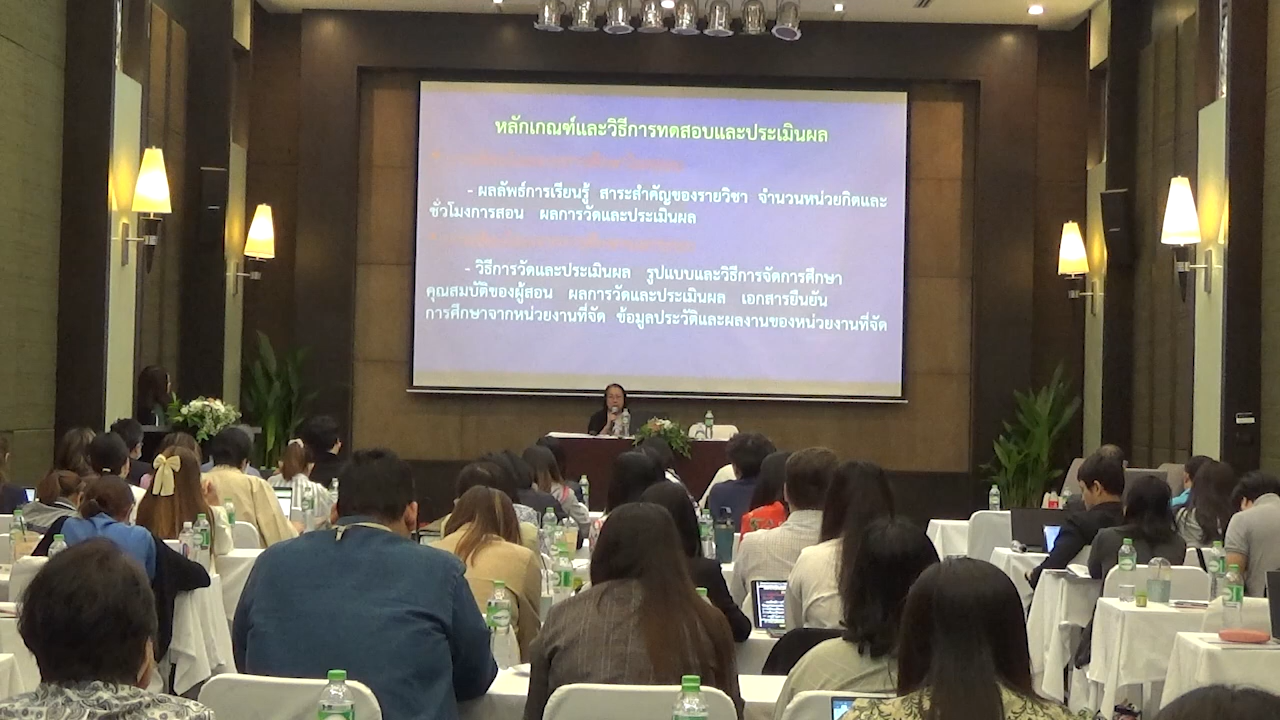 หลักเกณฑ์และวิธีการทดสอบและประเมินผล
- ผลลัพธ์การเรียนรู้ สาระสำคัญของรายวิชา จำนวนหน่วยกิตและ
ชั่วโมงการสอน ผลการวัดและประเมินผล
- วิธีการวัดและประเมินผล รูปแบบและวิธีการจัดการศึกษา
คุณสมบัติของผู้สอน ผลการวัดและประเมินผล เอกสารยืนยัน
การศึกษาจากหน่วยงานที่จัด ข้อมูลประวัติและผลงานของหน่วยงานที่จัด